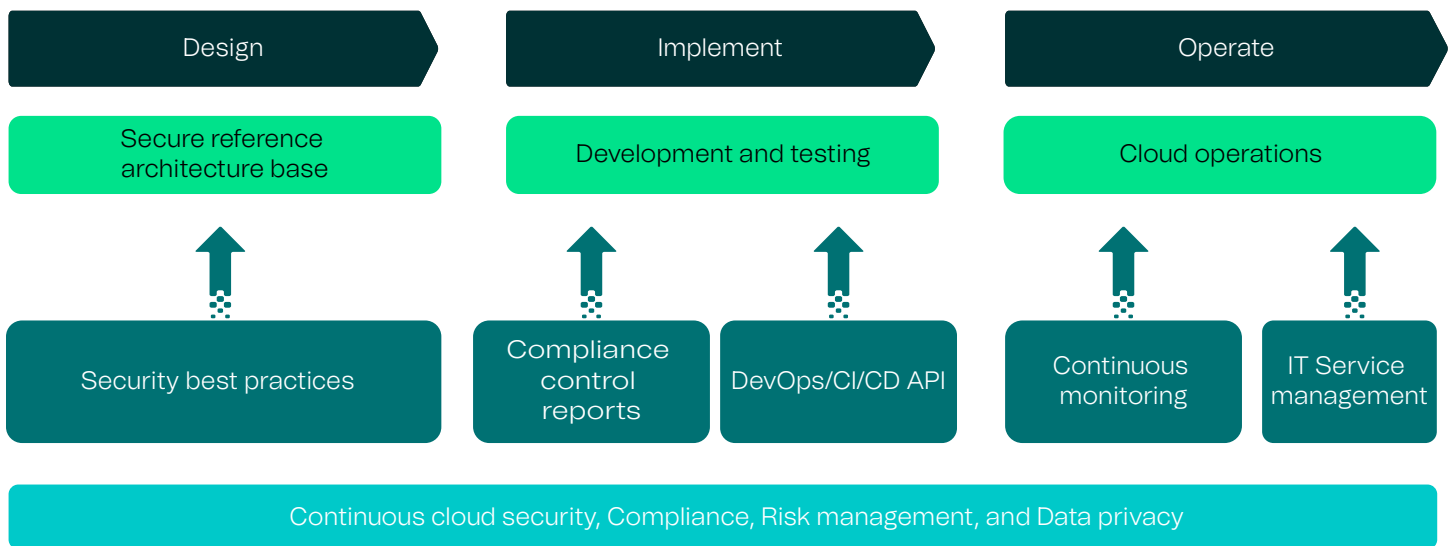 Design
Implement
Operate
Secure reference
architecture base
Development and testing
Cloud operations
Security best practices
Compliance
control
reports
DevOps/CI/CD API
Continuous
monitoring
IT Service
management
Continuous cloud security, Compliance, Risk management, and Data privacy